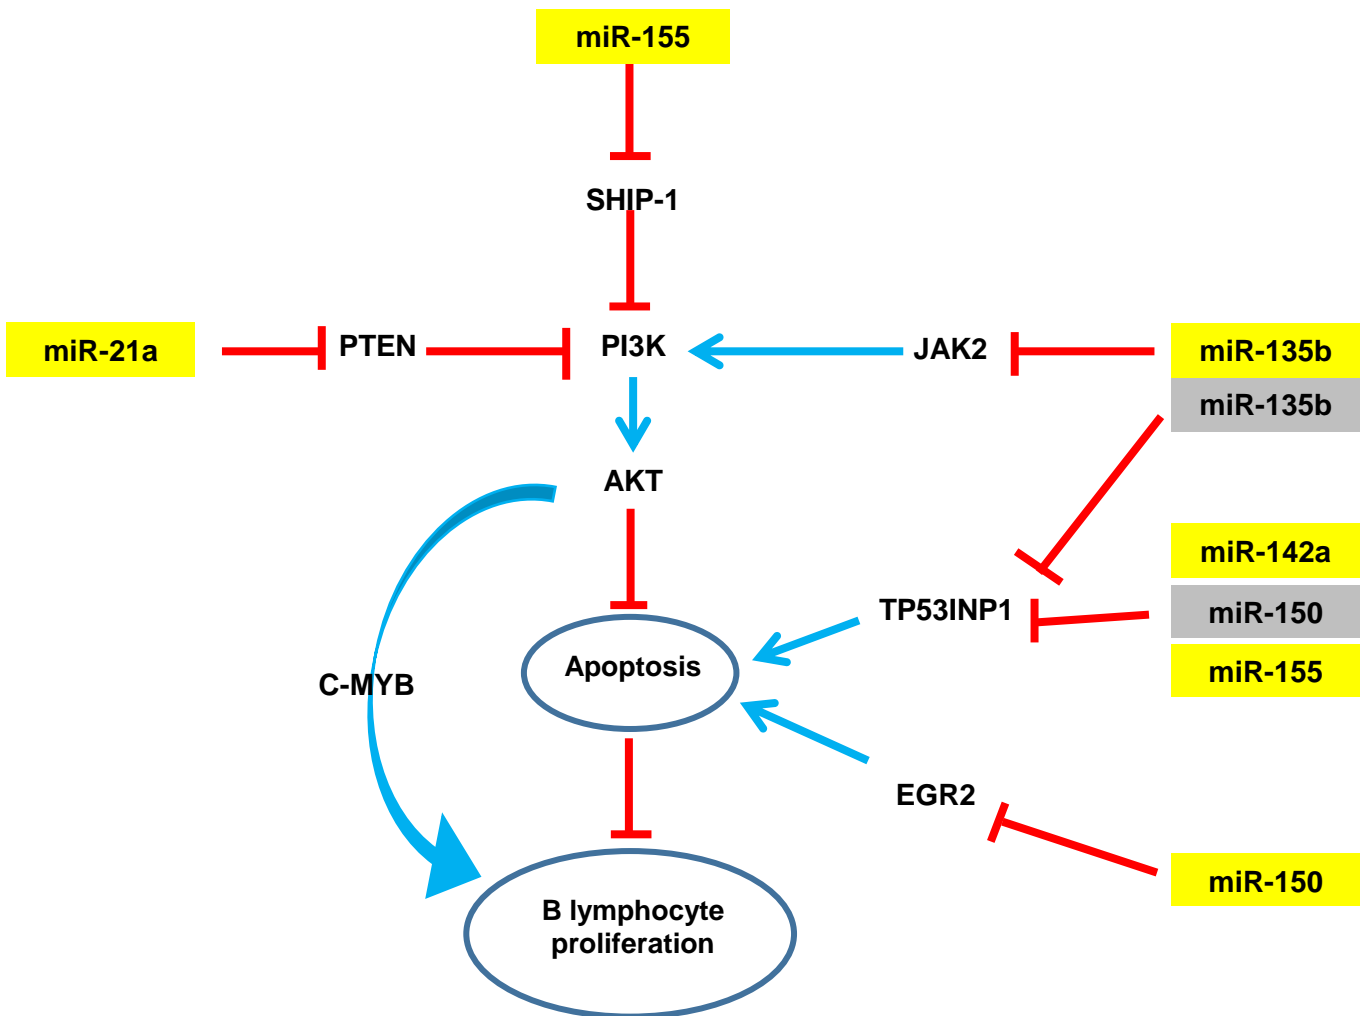 miR-155
SHIP-1
miR-21a
PTEN
PI3K
JAK2
miR-135b
miR-135b
AKT
miR-142a
TP53INP1
miR-150
miR-155
Apoptosis
C-MYB
EGR2
miR-150
B lymphocyte
proliferation